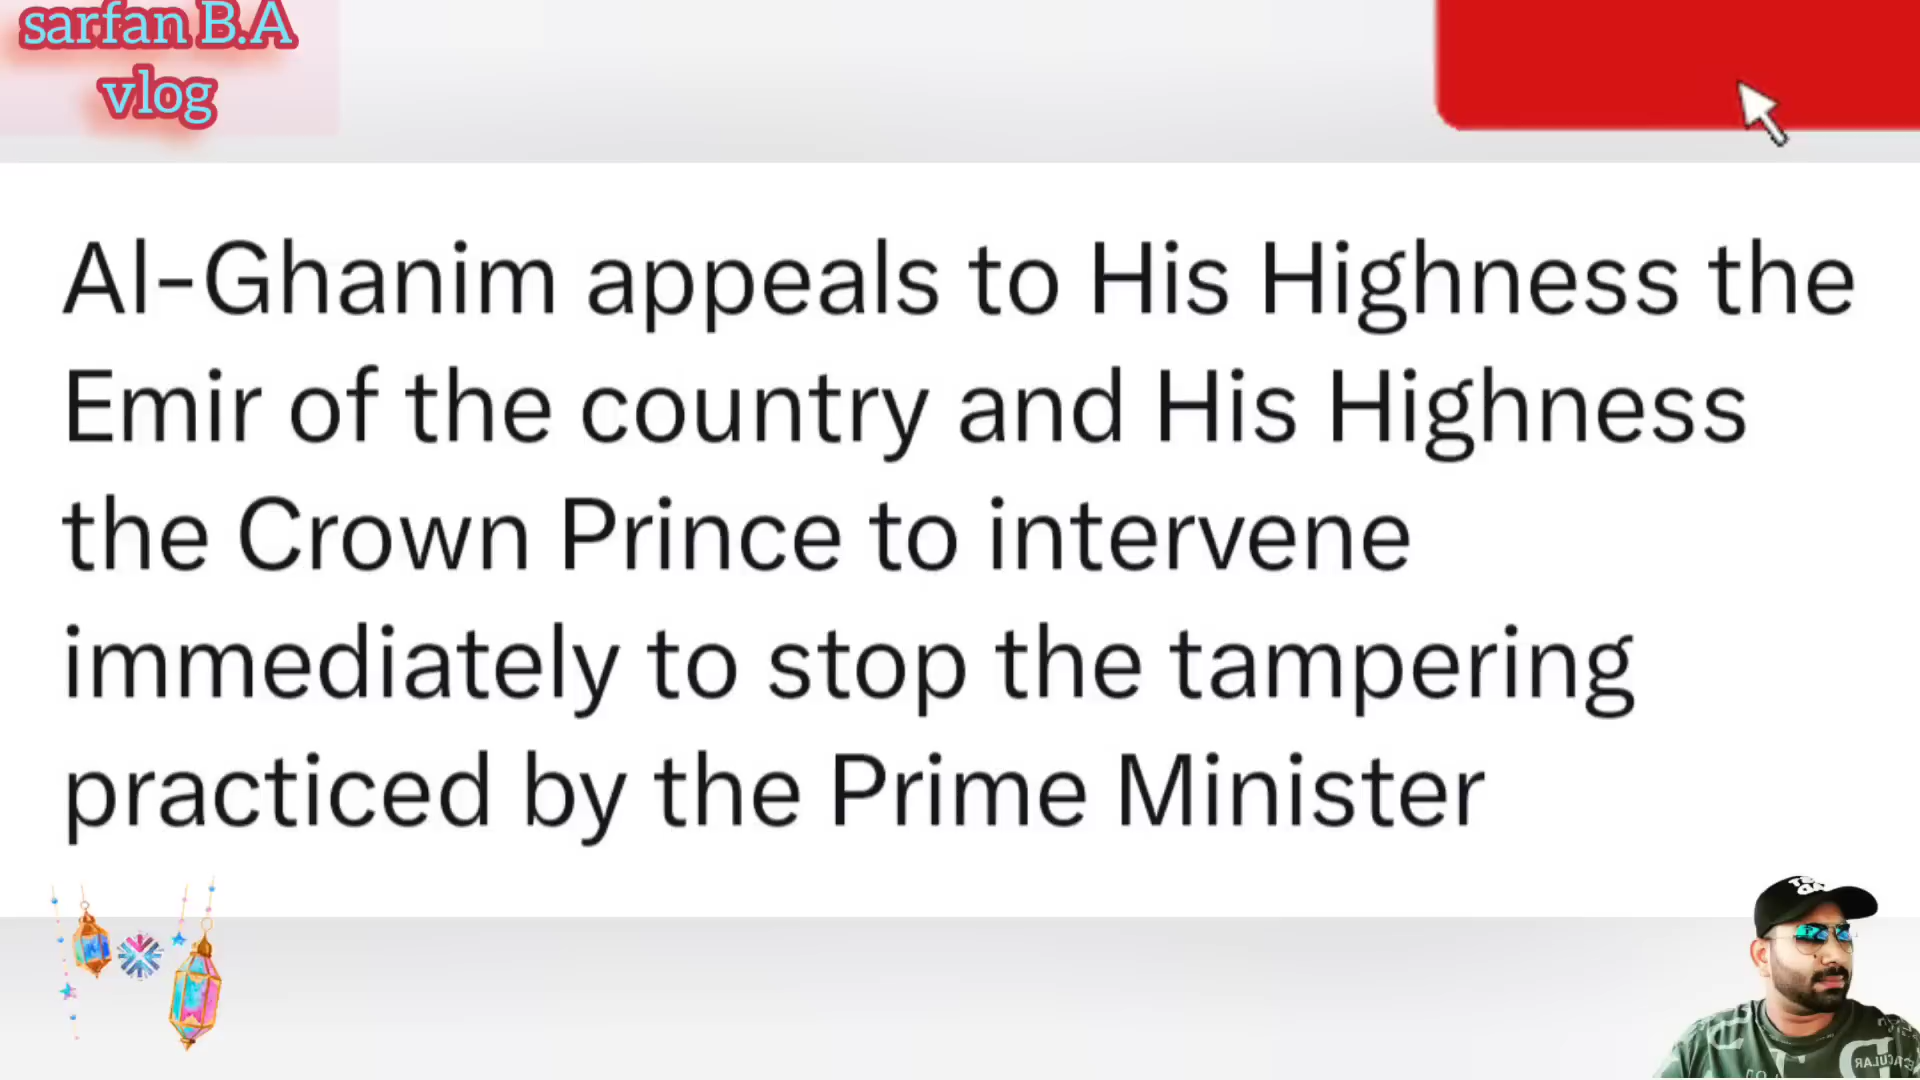 sarfan B.A
vlog
Al-Ghanim appeals to His Highness the
Emir of the country and His Highness
the Crown Prince to intervene
immediately to stop the tampering
practiced by the Prime Minister